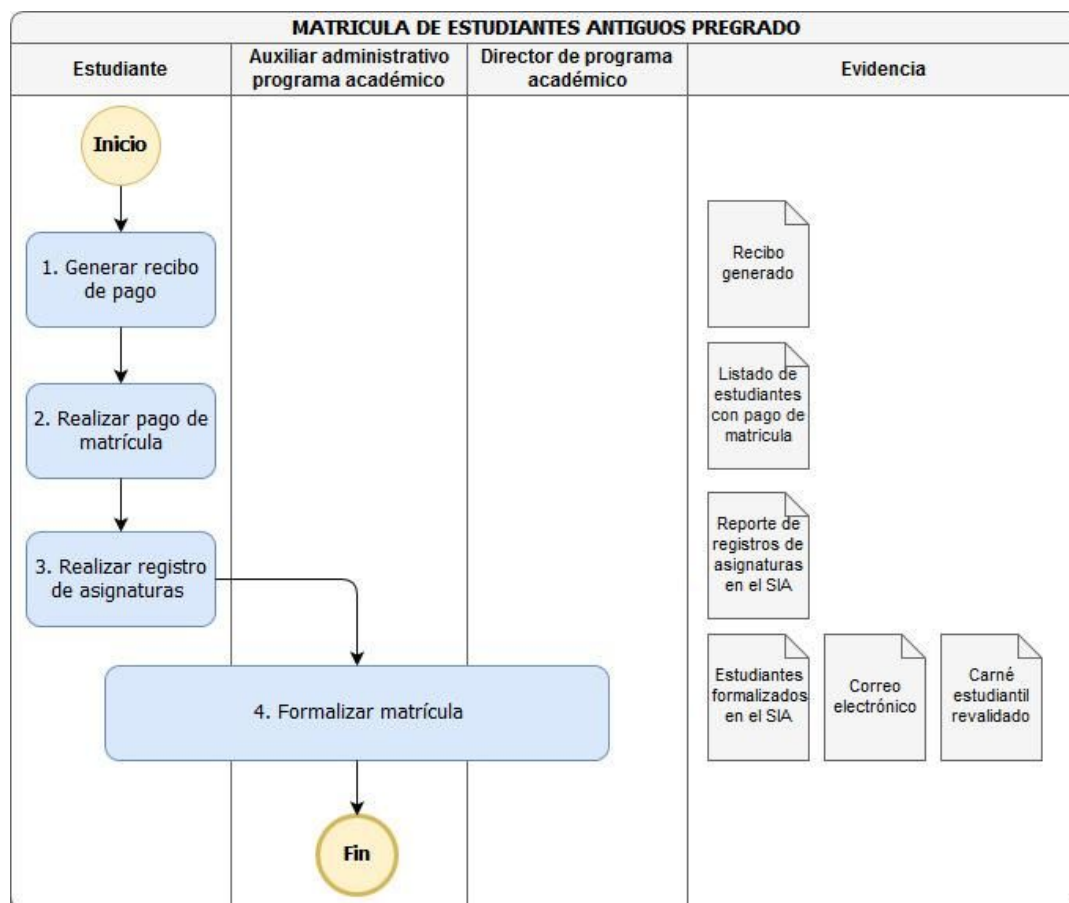 MATRICULA DE ESTUDIANTES ANTIGUOS PREGRADO
Estudiante
Auxiliar administrativo
programa académico
Director de programa
académico
Evidencia
Inicio
1. Generar recibo
de pago
Recibo
generado
2. Realizar pago de
matrícula
Listado de
estudiantes
con pago de
matricula
3. Realizar registro
de asignaturas
Reporte de
registros de
asignaturas
en el SIA
4. Formalizar matrícula
Estudiantes
formalizados
en el SIA
Correo
electrónico
Carné
estudiantil
revalidado
Fin